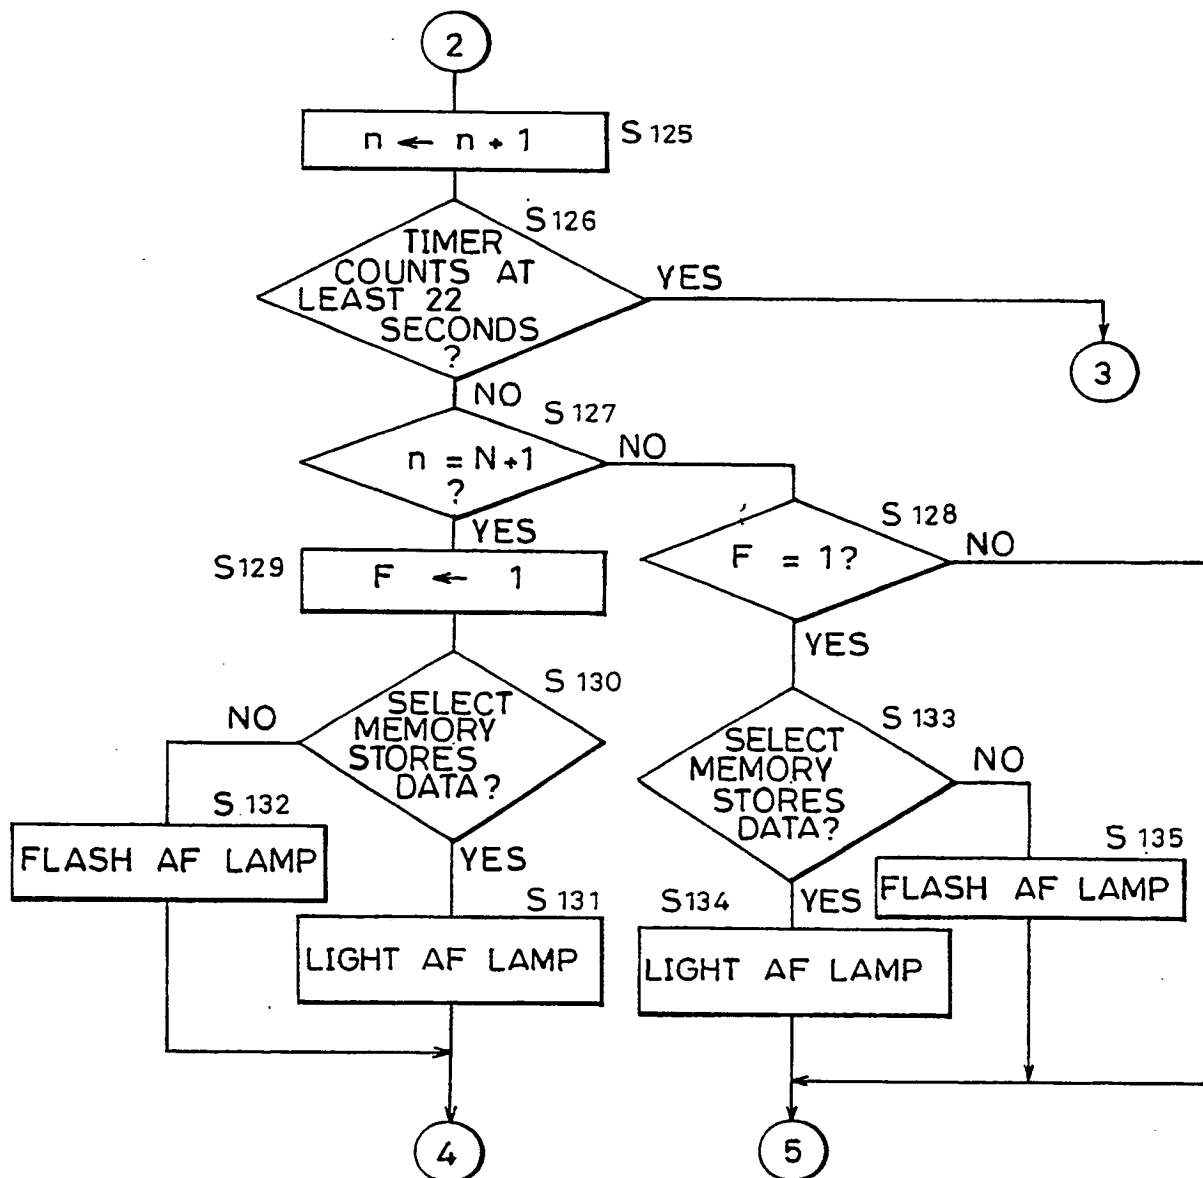 2
n ← n + 1
S 125
S 126
TIMER
COUNTS AT
LEAST 22
SECONDS
?
YES
3
NO
S 127
n = N+1
?
NO
YES
S 128
F = 1?
NO
YES
S129
F ← 1
S 130
SELECT
MEMORY
STORES
DATA?
NO
YES
S 133
SELECT
MEMORY
STORES
DATA?
NO
YES
S 132
FLASH AF LAMP
S 131
LIGHT AF LAMP
S134
LIGHT AF LAMP
S 135
FLASH AF LAMP
4
5